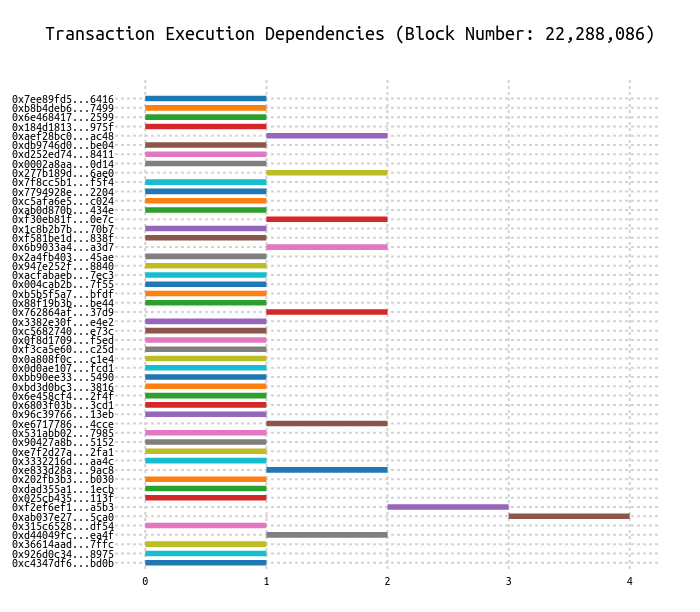 Transaction Execution Dependencies (Block Number: 22,288,086)
0x7ee89fd5...6416
0xb8b4deb6...7499
0x6e468417...2599
0x184d1813...975f
0xaef28bc0...ac48
0xdb9746d0...be04
0xd252ed74...8411
0x0002a8aa...0d14
0x277b189d...6ae0
0x7f8cc5b1...f5f4
0x7794928e...2204
0xc5afa6e5...c024
0xab0d870b...434e
0xf30eb81f...0e7c
0x1c8b2b7b...70b7
0xf581be1d...838f
0x6b9033a4...a3d7
0x2a4fb403...45ae
0x947e252f...8840
0xacfabaeb...7ec3
0x004cab2b...7f55
0xb5b5f5a7...bfdf
0x88f19b3b...be44
0x762864af...37d9
0x3382e30f...e4e2
0xc5682740...e73c
0x0f8d1709...f5ed
0xf3ca5e60...c25d
0x0a808f0c...c1e4
0x0d0ae107...fcd1
0xbb90ee33...5490
0xbd3d0bc3...3816
0x6e458cf4...2f4f
0x6803f03b...3cd1
0x96c39766...13eb
0xe6717786...4cce
0x531abb02...7985
0x90427a8b...5152
0xe7f2d27a...2fa1
0x3332216d...aa4c
0xe833d28a...9ac8
0x202fb3b3...b030
0xdad355a1...1ecb
0x025cb435...113f
0xf2ef6ef1...a5b3
0xab037e27...5ca0
0x315c6528...df54
0xd44049fc...ea4f
0x36614aad...7ffc
0x926d0c34...8975
0xc4347df6...bd0b
0 1 2 3 4